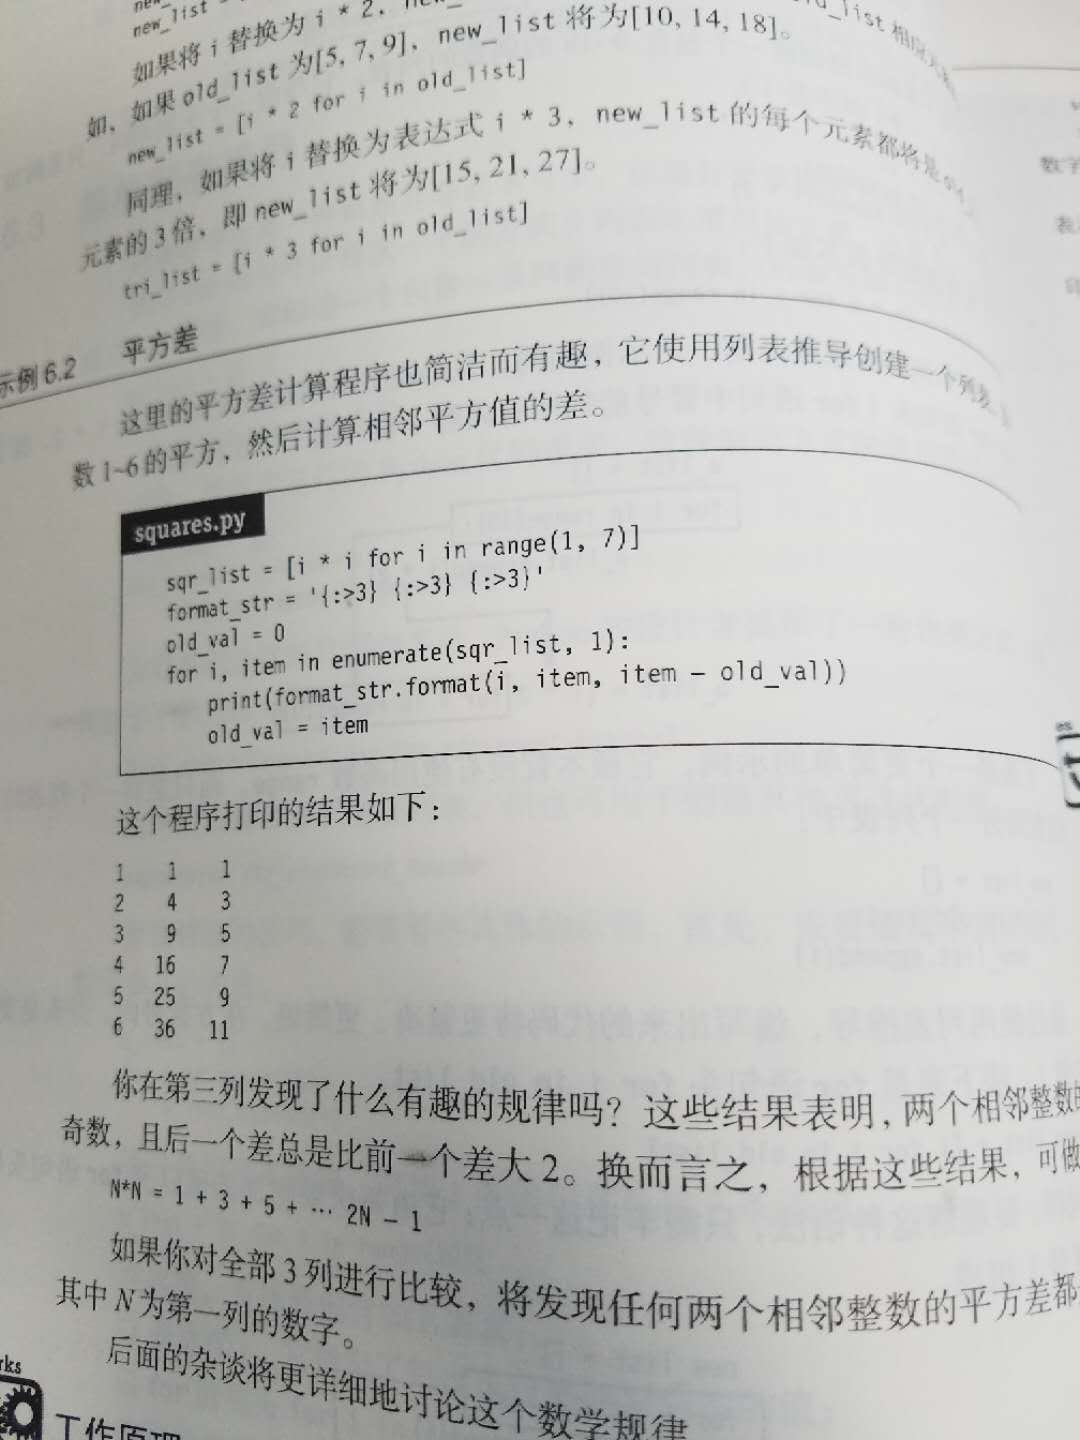 new_list
如果将 i 替换为 i * 2,
如，如果 old_list 为[5, 7, 9]，new_list 将为[10, 14, 18]。
new_list = [i * 2 for i in old_list]
同理，如果将 i 替换为表达式 i * 3，new_list 的每个元素都将是
元素的 3 倍，即 new_list 将为[15, 21, 27]。
tri_list = [i * 3 for i in old_list]
示例 6.2 平方差
这里的平方差计算程序也简洁而有趣，它使用列表推导创建一个列表
数 1~6 的平方，然后计算相邻平方值的差。
squares.py
sqr_list = [i * i for i in range(1, 7)]
format_str = '{:>3} {:>3} {:>3}'
old_val = 0
for i, item in enumerate(sqr_list, 1):
print(format_str.format(i, item, item – old_val))
old_val = item
这个程序打印的结果如下：
1 1 1
2 4 3
3 9 5
4 16 7
5 25 9
6 36 11
你在第三列发现了什么有趣的规律吗？这些结果表明，两个相邻整数的
奇数，且后一个差总是比前一个差大 2。换而言之，根据这些结果，可做
N*N = 1 + 3 + 5 + … 2N – 1
如果你对全部 3 列进行比较，将发现任何两个相邻整数的平方差都
其中 N 为第一列的数字。
后面的杂谈将更详细地讨论这个数学规律
rks
工作原理